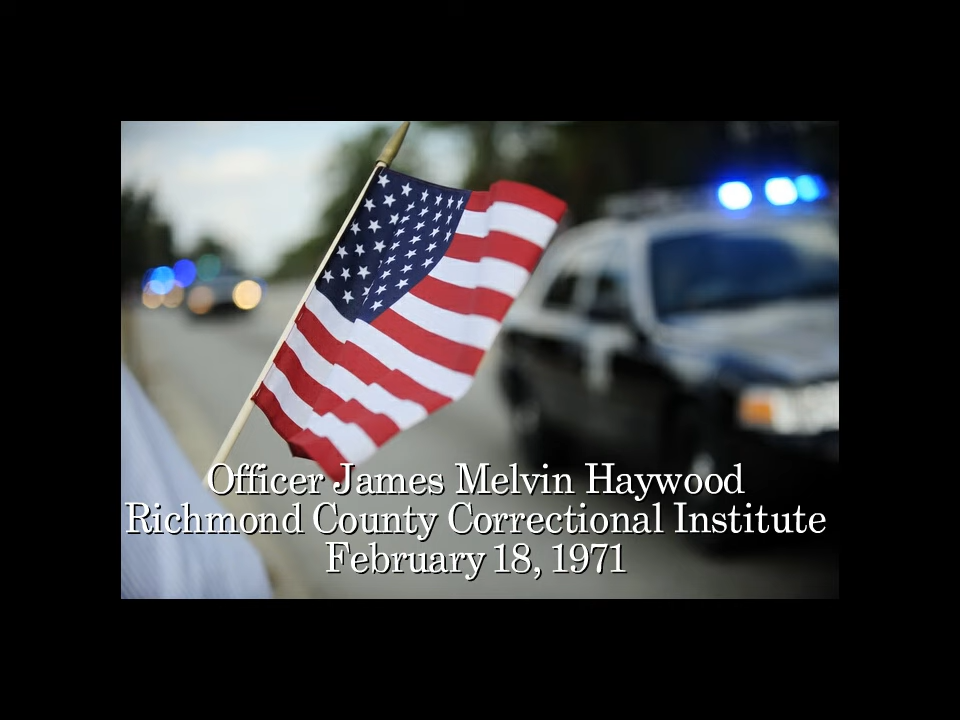 Officer James Melvin Haywood
Richmond County Correctional Institute
February 18, 1971